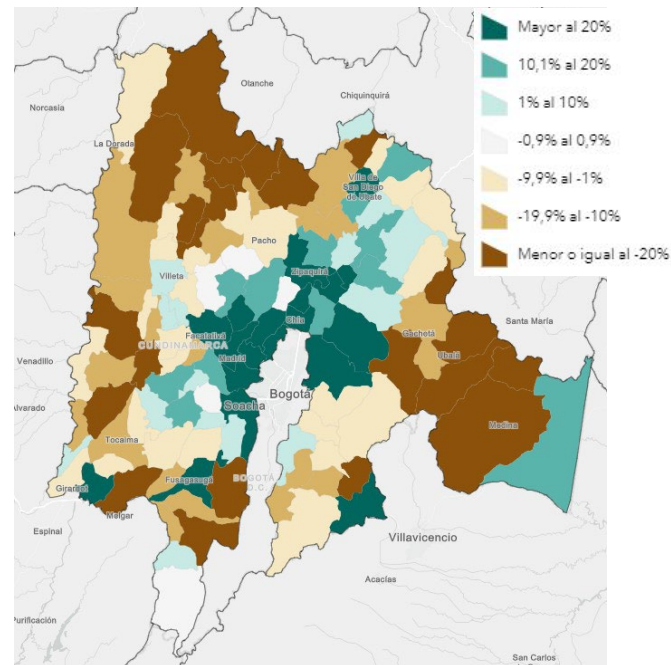 Mayor al 20%
10,1% al 20%
1% al 10%
-0,9% al 0,9%
-9,9% al -1%
-19,9% al -10%
Menor o igual al -20%
Otanche
Norcasia
Chiquinquirá
La Dorada
Villa de
San Diego
de Ubate
Pacho
Zipaquirá
Villeta
Santa María
Chía
Gachetá
Facatativá
CUNDINAMARCA
Ubalá
Madrid
Venadillo
Bogotá
Soacha
Alvarado
Medina
Tocaima
Girardot
Fusagasugá
BOGOTÁ
D.C.
Melgar
Espinal
Villavicencio
Acacías
Purificación
San Carlos